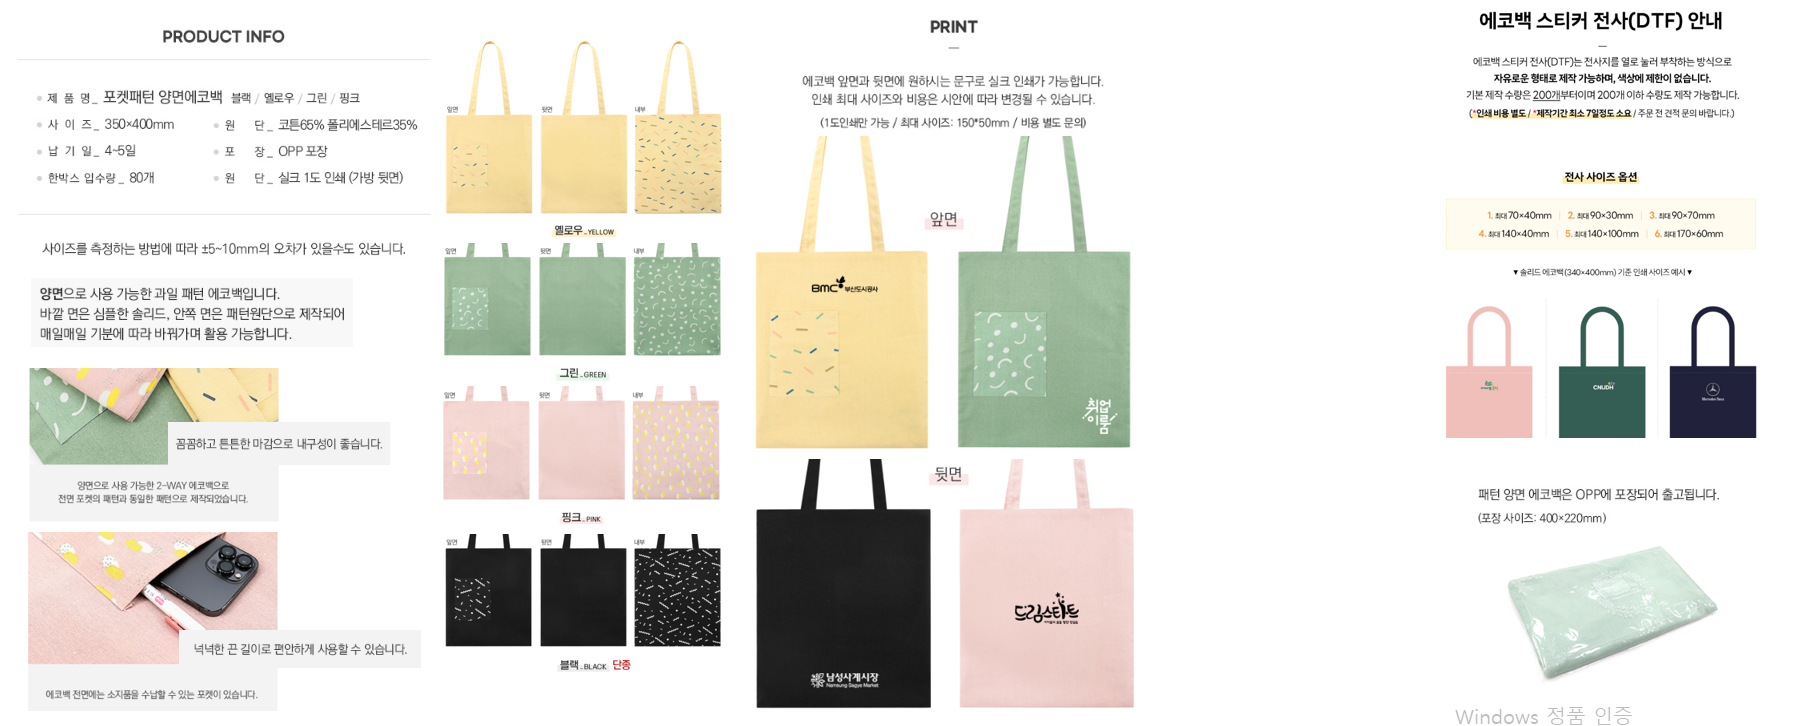 PRODUCT INFO
제 품 명_ 포켓패턴 양면에코백 블랙 / 옐로우 / 그린 / 핑크
사 이 즈_ 350×400mm
원 단_ 코튼65% 폴리에스테르35%
납 기 일_ 4~5일
포 장_ OPP 포장
한박스 입수량_ 80개
원 단_ 실크 1도 인쇄 (가방 뒷면)
사이즈를 측정하는 방법에 따라 ±5~10mm의 오차가 있을수도 있습니다.
양면으로 사용 가능한 과일 패턴 에코백입니다.
바깥 면은 심플한 솔리드, 안쪽 면은 패턴원단으로 제작되어
매일매일 기분에 따라 바꿔가며 활용 가능합니다.
꼼꼼하고 튼튼한 마감으로 내구성이 좋습니다.
양면으로 사용 가능한 2-WAY 에코백으로
전면 포켓의 패턴과 동일한 패턴으로 제작되었습니다.
넉넉한 끈 길이로 편안하게 사용할 수 있습니다.
에코백 전면에는 소지품을 수납할 수 있는 포켓이 있습니다.
앞면
뒷면
내부
옐로우_YELLOW
앞면
뒷면
내부
그린_GREEN
앞면
뒷면
내부
핑크_PINK
앞면
뒷면
내부
블랙_BLACK 단종
PRINT
에코백 앞면과 뒷면에 원하시는 문구로 실크 인쇄가 가능합니다.
인쇄 최대 사이즈와 비용은 시안에 따라 변경될 수 있습니다.
(1도인쇄만 가능 / 최대 사이즈: 150*50mm / 비용 별도 문의)
앞면
BMC 부산도시공사
취업
이룸
뒷면
남성사계시장
Namsung Sagye Market
드림스타트
에코백 스티커 전사(DTF) 안내
에코백 스티커 전사(DTF)는 전사지를 열로 눌러 부착하는 방식으로
자유로운 형태로 제작 가능하며, 색상에 제한이 없습니다.
기본 제작 수량은 200개부터이며 200개 이하 수량도 제작 가능합니다.
(*인쇄 비용 별도 / *제작기간 최소 7일정도 소요 / 주문 전 견적 문의 바랍니다.)
전사 사이즈 옵션
1. 최대 70×40mm | 2. 최대 90×30mm | 3. 최대 90×70mm
4. 최대 140×40mm | 5. 최대 140×100mm | 6. 최대 170×60mm
▼ 솔리드 에코백(340×400mm) 기준 인쇄 사이즈 예시 ▼
CNUDH
Mercedes-Benz
패턴 양면 에코백은 OPP에 포장되어 출고됩니다.
(포장 사이즈: 400×220mm)
Windows 정품 인증